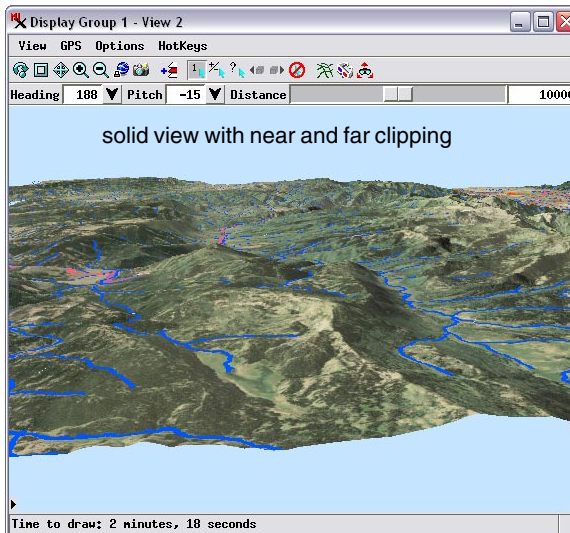 Display Group 1 - View 2
View GPS Options HotKeys
Heading 188 Pitch -15 Distance 10000
solid view with near and far clipping
Time to draw: 2 minutes, 18 seconds